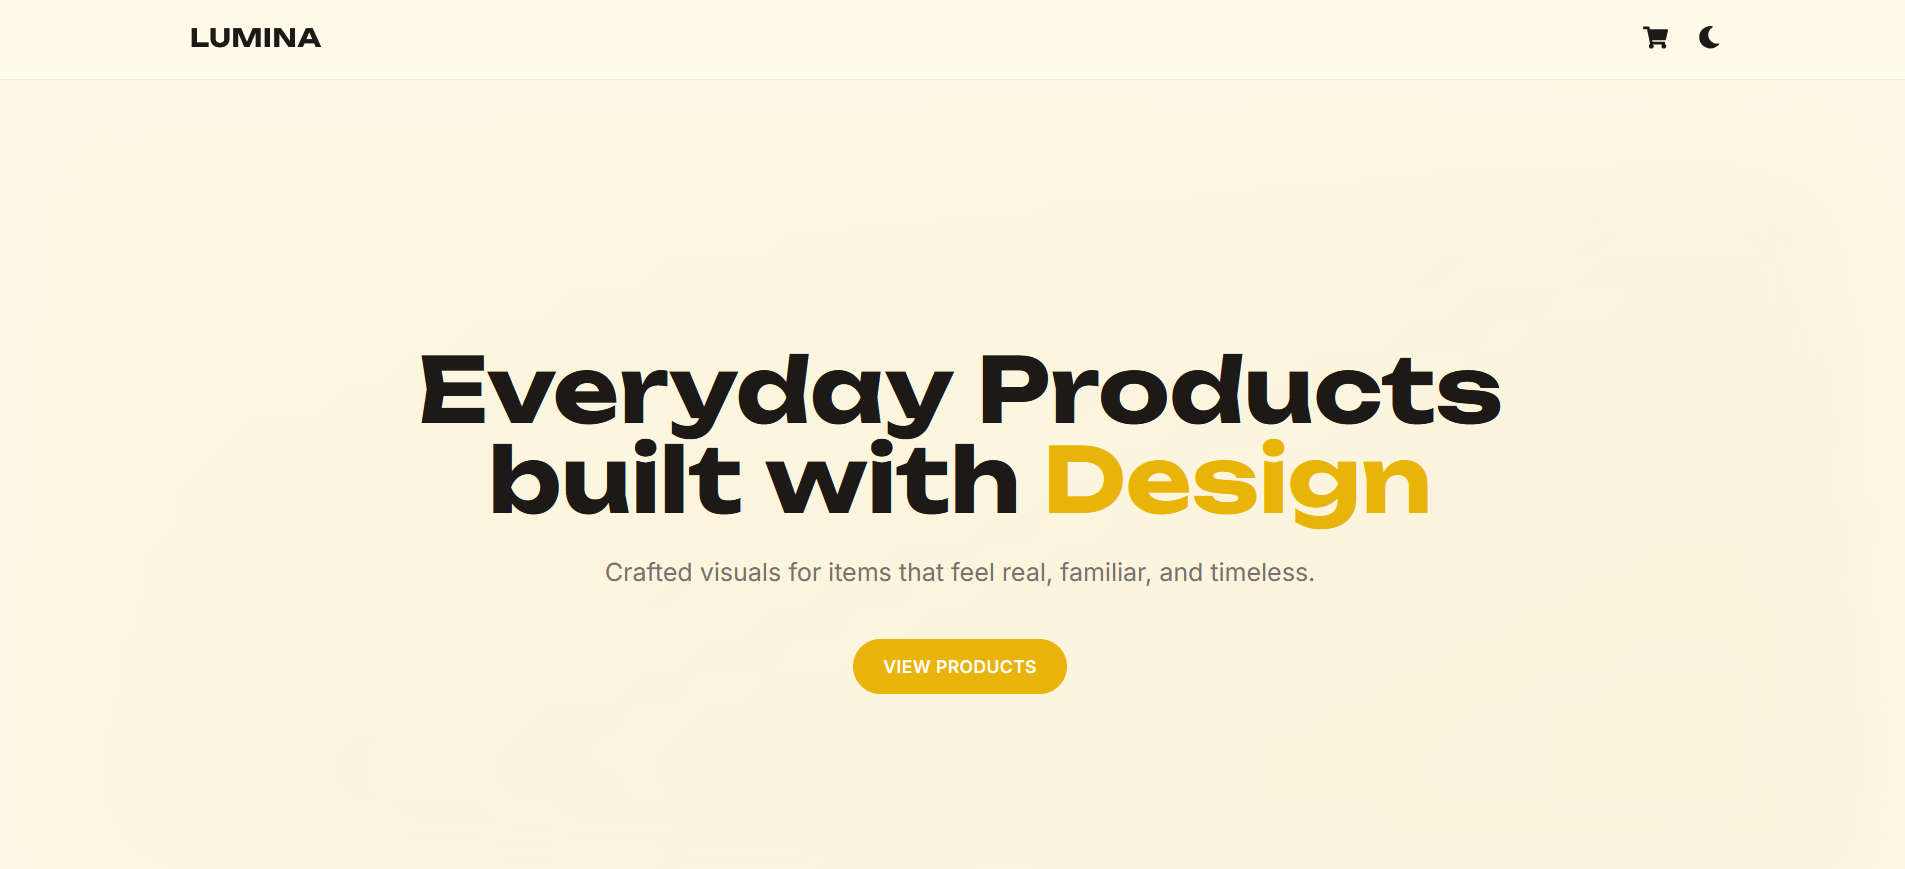 LUMINA
Everyday Products
built with Design
Crafted visuals for items that feel real, familiar, and timeless.
VIEW PRODUCTS